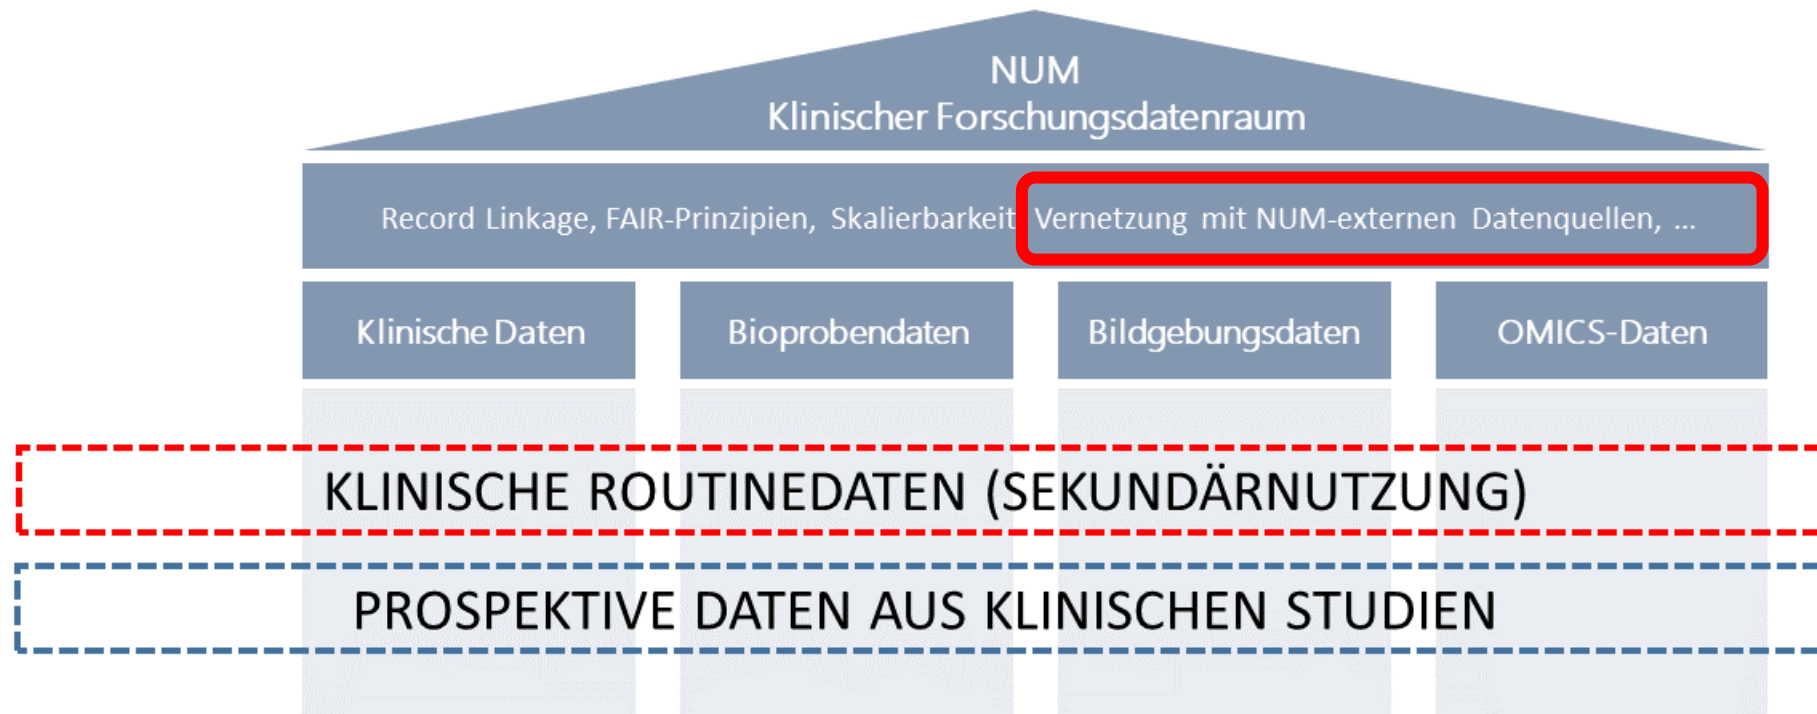 NUM
Klinischer Forschungsdatenraum
Record Linkage, FAIR-Prinzipien, Skalierbarkeit Vernetzung mit NUM-externen Datenquellen, ...
Klinische Daten
Bioprobendaten
Bildgebungsdaten
OMICS-Daten
KLINISCHE ROUTINEDATEN (SEKUNDÄRNUTZUNG)
PROSPEKTIVE DATEN AUS KLINISCHEN STUDIEN